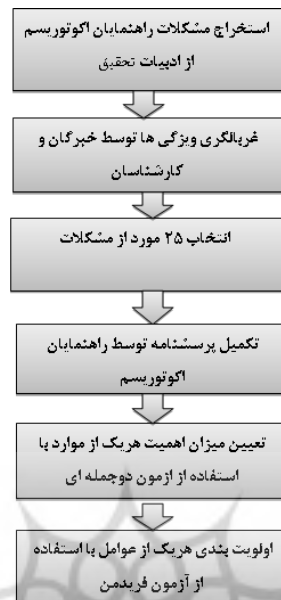 استخراج مشکلات راهنمایان اکوتوریسم
از ادبیات تحقیق
غربالگری ویژگی ها توسط خبرگان و
کارشناسان
انتخاب ۲۵ مورد از مشکلات
تکمیل پرسشنامه توسط راهنمایان
اکوتوریسم
تعیین میزان اهمیت هریک از موارد با
استفاده از ازمون دوجمله ای
اولویت بندی هریک از عوامل با استفاده
از آزمون فریدمن